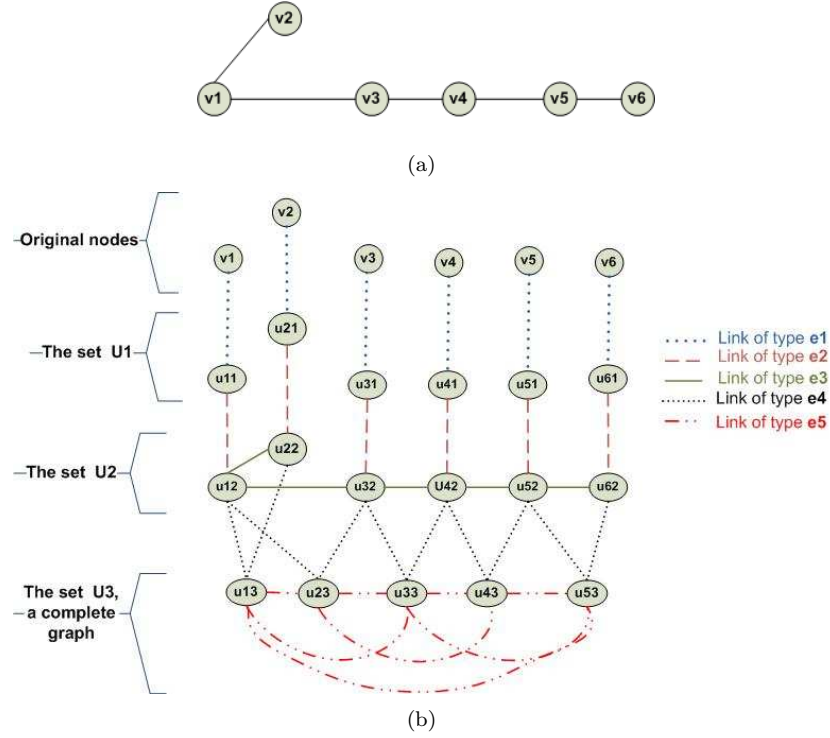 v2
v1 v3 v4 v5 v6
(a)
v2
Original nodes
v1 v3 v4 v5 v6
u21
The set U1
u11 u31 u41 u51 u61
Link of type e1
Link of type e2
Link of type e3
Link of type e4
Link of type e5
u22
The set U2
u12 u32 U42 u52 u62
The set U3,
a complete
graph
u13 u23 u33 u43 u53
(b)